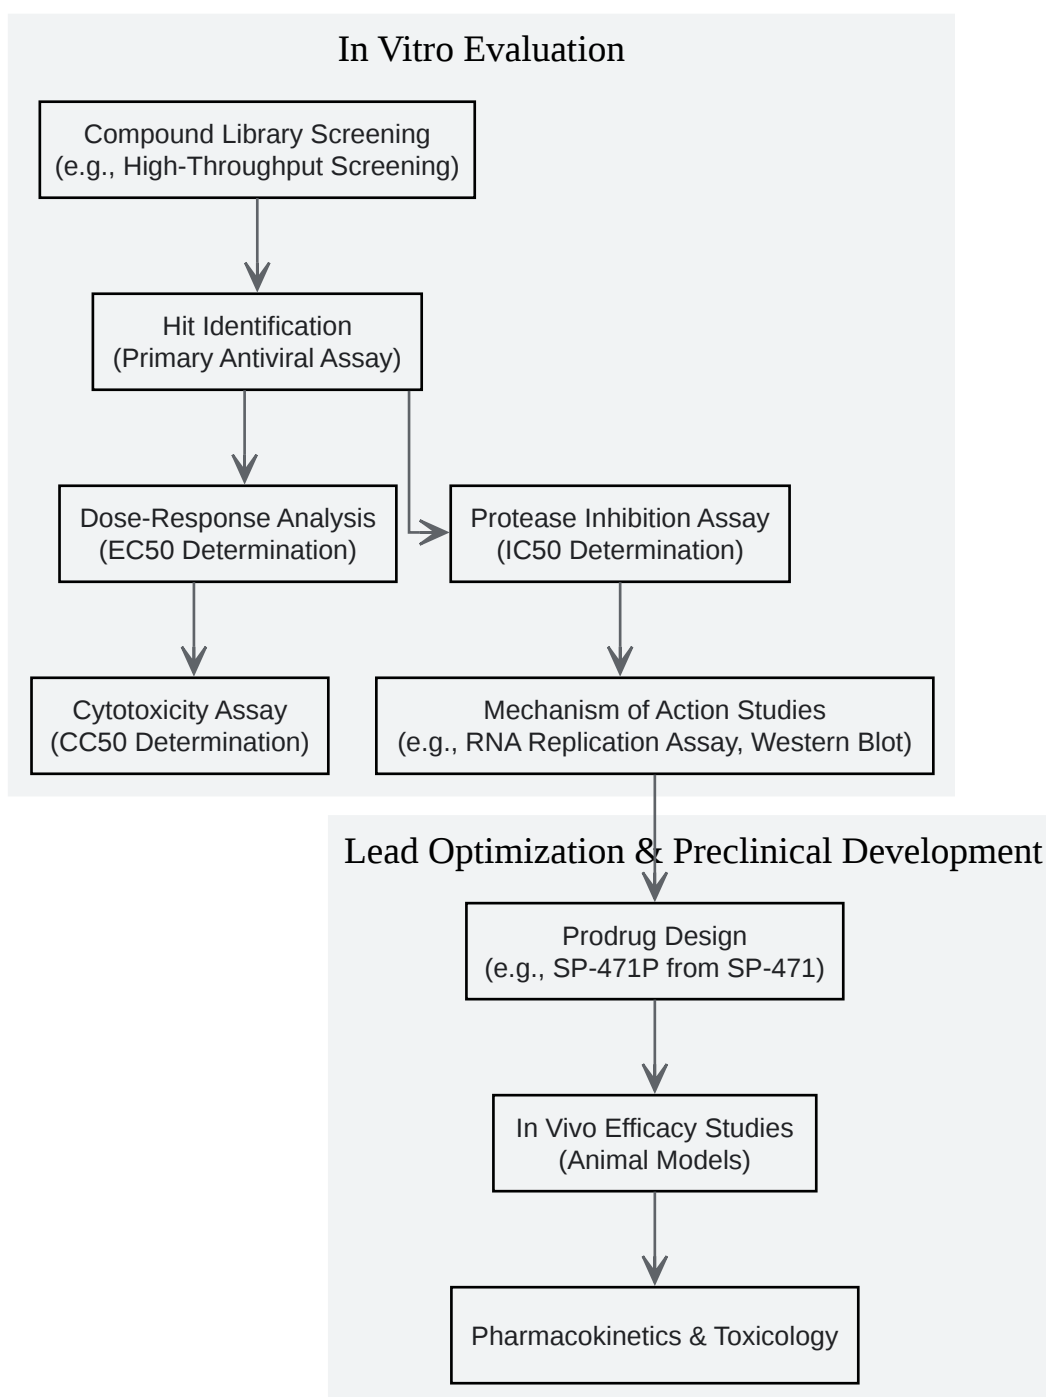 In Vitro Evaluation
Compound Library Screening
(e.g., High-Throughput Screening)
Hit Identification
(Primary Antiviral Assay)
Dose-Response Analysis
(EC50 Determination)
Protease Inhibition Assay
(IC50 Determination)
Cytotoxicity Assay
(CC50 Determination)
Mechanism of Action Studies
(e.g., RNA Replication Assay, Western Blot)
Lead Optimization & Preclinical Development
Prodrug Design
(e.g., SP-471P from SP-471)
In Vivo Efficacy Studies
(Animal Models)
Pharmacokinetics & Toxicology